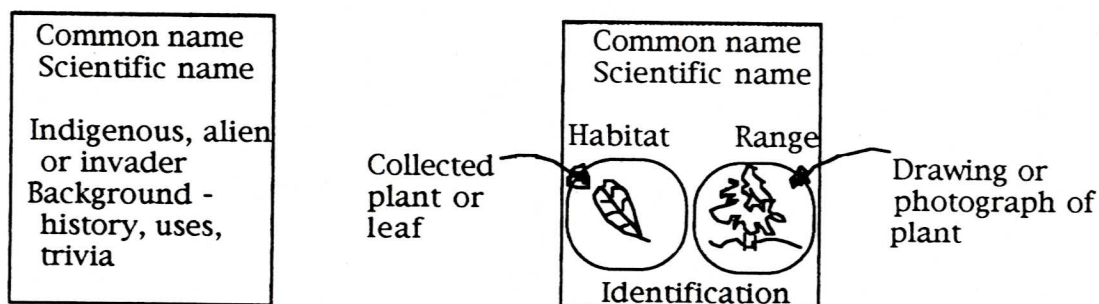 Common name
Scientific name
Indigenous, alien
or invader
Background -
history, uses,
trivia
Common name
Scientific name
Habitat Range
Collected
plant or
leaf
Drawing or
photograph of
plant
Identification